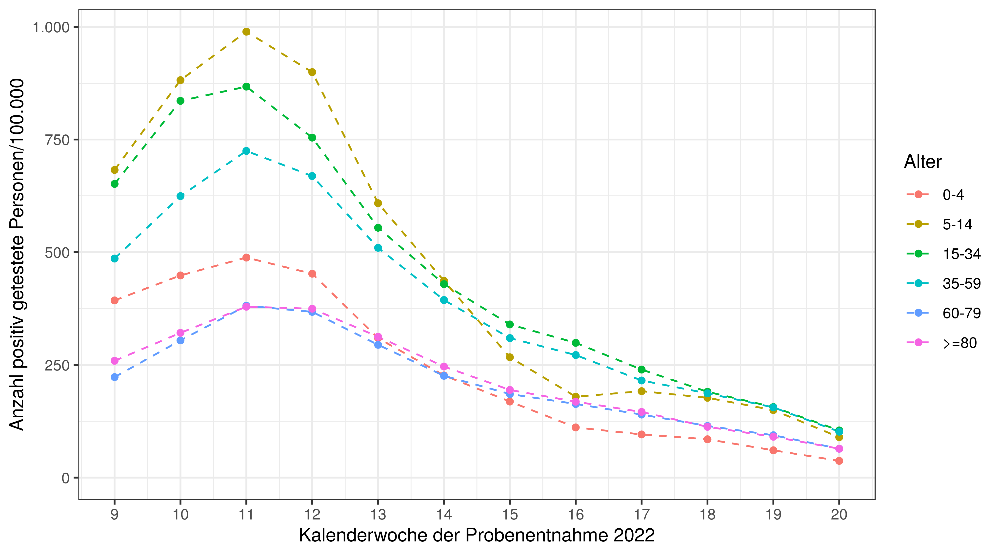 Anzahl positiv getestete Personen/100.000
1.000
750
500
250
0
9 10 11 12 13 14 15 16 17 18 19 20
Kalenderwoche der Probenentnahme 2022
Alter
0-4
5-14
15-34
35-59
60-79
>=80